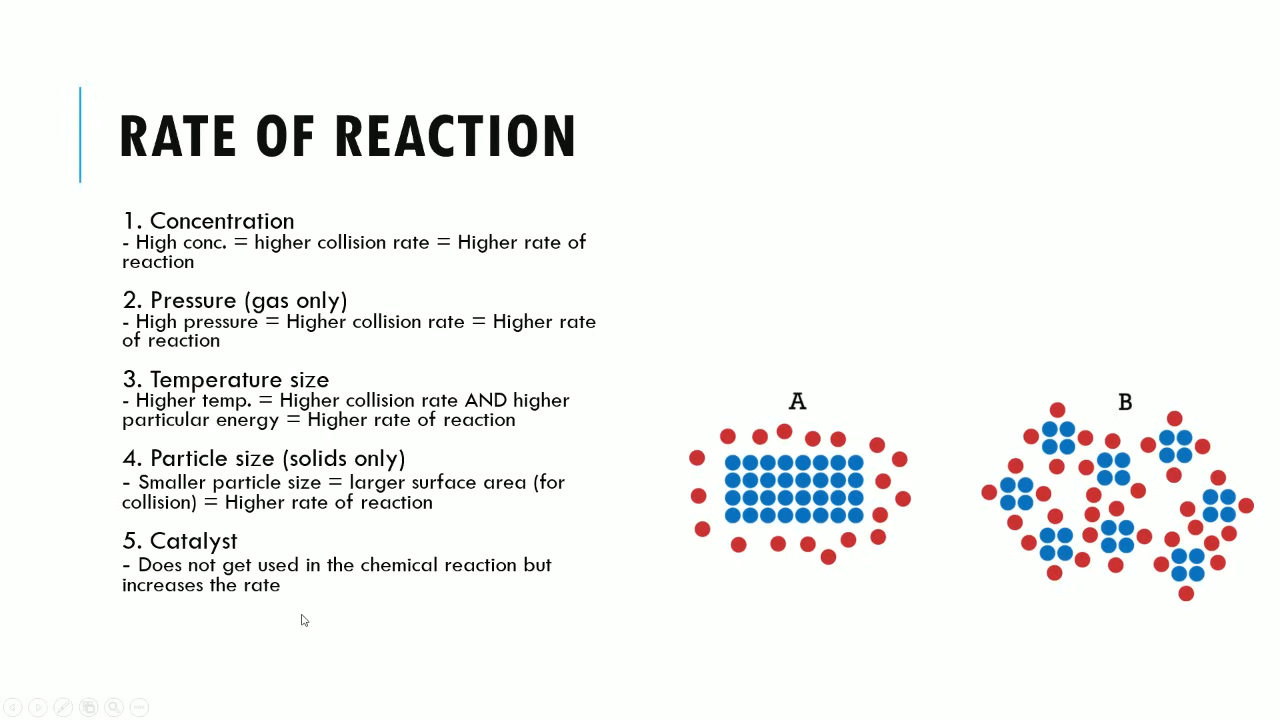 RATE OF REACTION
1. Concentration
- High conc. = higher collision rate = Higher rate of
reaction
2. Pressure (gas only)
- High pressure = Higher collision rate = Higher rate
of reaction
3. Temperature size
- Higher temp. = Higher collision rate AND higher
particular energy = Higher rate of reaction
4. Particle size (solids only)
- Smaller particle size = larger surface area (for
collision) = Higher rate of reaction
5. Catalyst
- Does not get used in the chemical reaction but
increases the rate
A
B